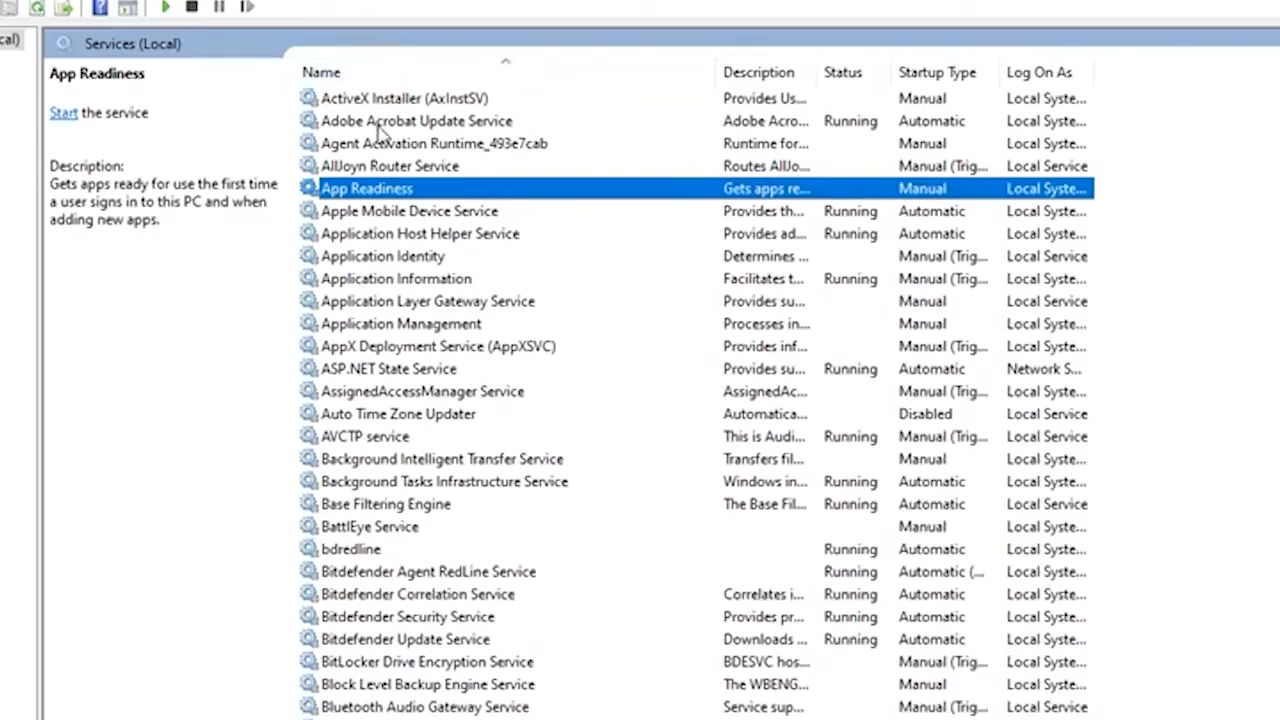 cal)
Services (Local)
App Readiness
Start the service
Description:
Gets apps ready for use the first time
a user signs in to this PC and when
adding new apps.
Name Description Status Startup Type Log On As
ActiveX Installer (AxInstSV) Provides Us... Manual Local Syste...
Adobe Acrobat Update Service Adobe Acro... Running Automatic Local Syste...
Agent Activation Runtime_493e7cab Runtime for... Manual Local Syste...
AllJoyn Router Service Routes AllJo... Manual (Trig... Local Service
App Readiness Gets apps re... Manual Local Syste...
Apple Mobile Device Service Provides th... Running Automatic Local Syste...
Application Host Helper Service Provides ad... Running Automatic Local Syste...
Application Identity Determines ... Manual (Trig... Local Service
Application Information Facilitates t... Running Manual (Trig... Local Syste...
Application Layer Gateway Service Provides su... Manual Local Service
Application Management Processes in... Manual Local Syste...
AppX Deployment Service (AppXSVC) Provides inf... Manual (Trig... Local Syste...
ASP.NET State Service Provides su... Running Automatic Network S...
AssignedAccessManager Service AssignedAc... Manual (Trig... Local Syste...
Auto Time Zone Updater Automatica... Disabled Local Service
AVCTP service This is Audi... Running Manual (Trig... Local Service
Background Intelligent Transfer Service Transfers fil... Manual Local Syste...
Background Tasks Infrastructure Service Windows in... Running Automatic Local Syste...
Base Filtering Engine The Base Fil... Running Automatic Local Service
BattlEye Service Manual Local Syste...
bdredline Running Automatic Local Syste...
Bitdefender Agent RedLine Service Running Automatic (... Local Syste...
Bitdefender Correlation Service Correlates i... Running Automatic Local Syste...
Bitdefender Security Service Provides pr... Running Automatic Local Syste...
Bitdefender Update Service Downloads ... Running Automatic Local Syste...
BitLocker Drive Encryption Service BDESVC hos... Manual (Trig... Local Syste...
Block Level Backup Engine Service The WBENG... Manual Local Syste...
Bluetooth Audio Gateway Service Service sup... Manual (Trig... Local Service